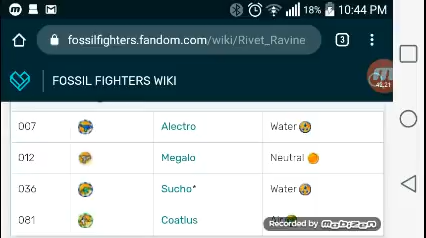 18% 10:44 PM
fossilfighters.fandom.com/wiki/Rivet_Ravine 3
FOSSIL FIGHTERS WIKI
007 Alectro Water
012 Megalo Neutral
036 Sucho* Water
081 Coatlus
Recorded by Mobizen